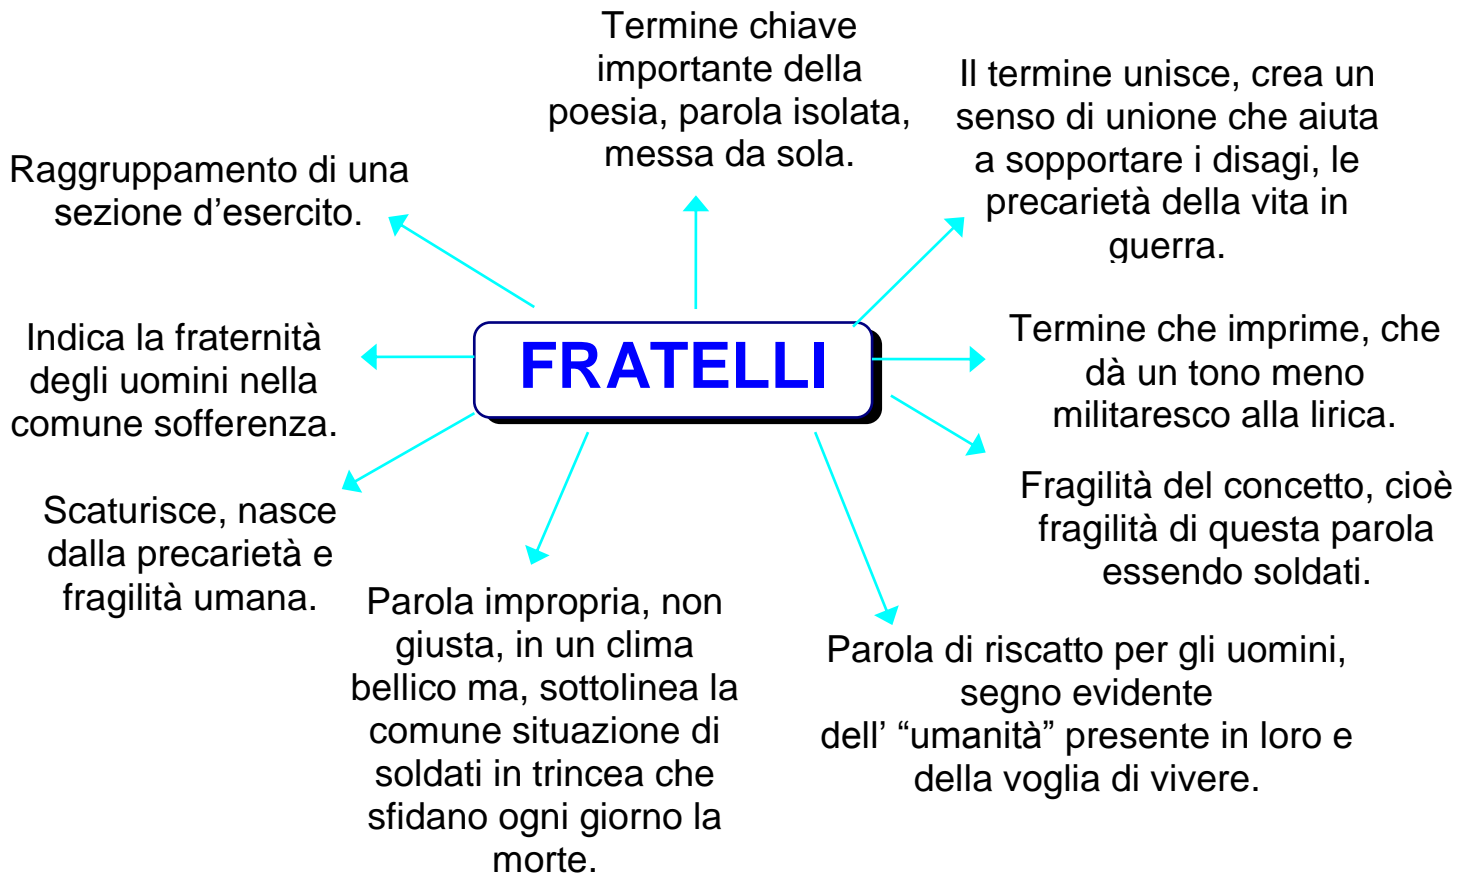 Termine chiave
importante della
poesia, parola isolata,
messa da sola.
Il termine unisce, crea un
senso di unione che aiuta
a sopportare i disagi, le
precarietà della vita in
guerra.
Raggruppamento di una
sezione d’esercito.
FRATELLI
Indica la fraternità
degli uomini nella
comune sofferenza.
Termine che imprime, che
dà un tono meno
militaresco alla lirica.
Scaturisce, nasce
dalla precarietà e
fragilità umana.
Fragilità del concetto, cioè
fragilità di questa parola
essendo soldati.
Parola impropria, non
giusta, in un clima
bellico ma, sottolinea la
comune situazione di
soldati in trincea che
sfidano ogni giorno la
morte.
Parola di riscatto per gli uomini,
segno evidente
dell’ “umanità” presente in loro e
della voglia di vivere.